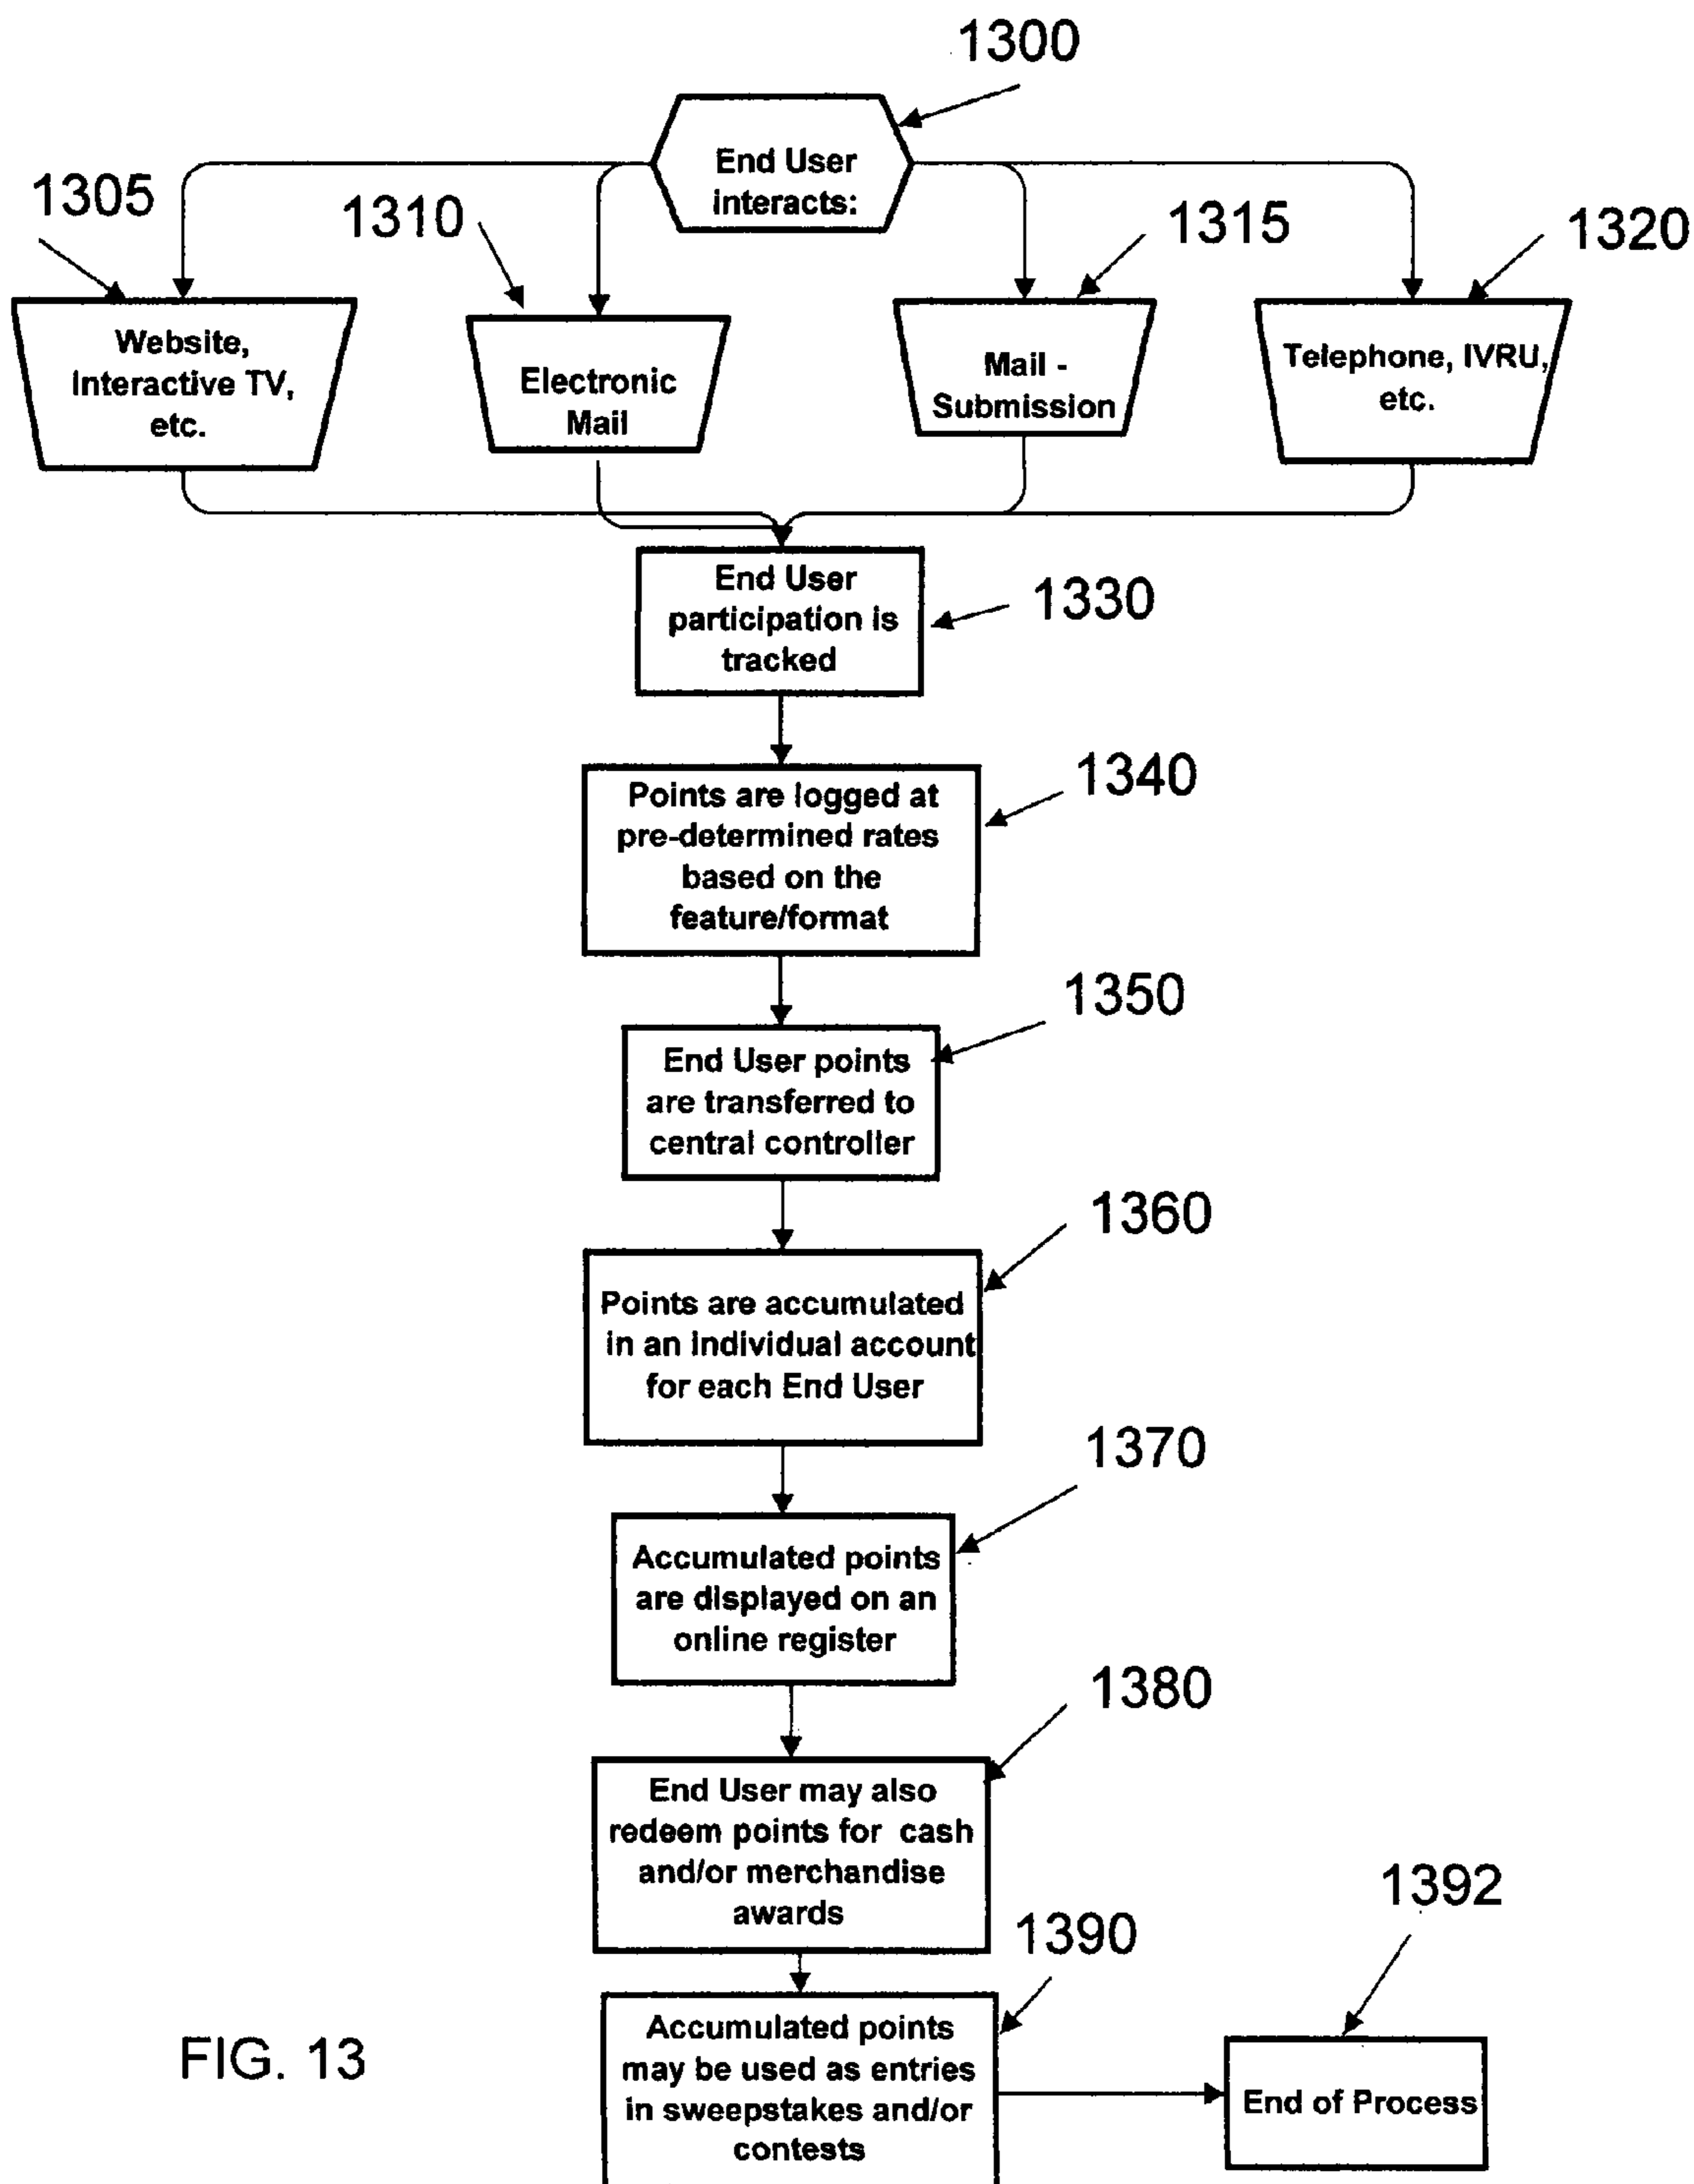 1300
End User
interacts:
1305
1310
1315
1320
Website,
Interactive TV,
etc.
Electronic
Mail
Mail -
Submission
Telephone, IVRU,
etc.
End User
participation is
tracked
1330
Points are logged at
pre-determined rates
based on the
feature/format
1340
End User points
are transferred to
central controller
1350
Points are accumulated
in an individual account
for each End User
1360
Accumulated points
are displayed on an
online register
1370
End User may also
redeem points for cash
and/or merchandise
awards
1380
Accumulated points
may be used as entries
in sweepstakes and/or
contests
1390
1392
End of Process
FIG. 13